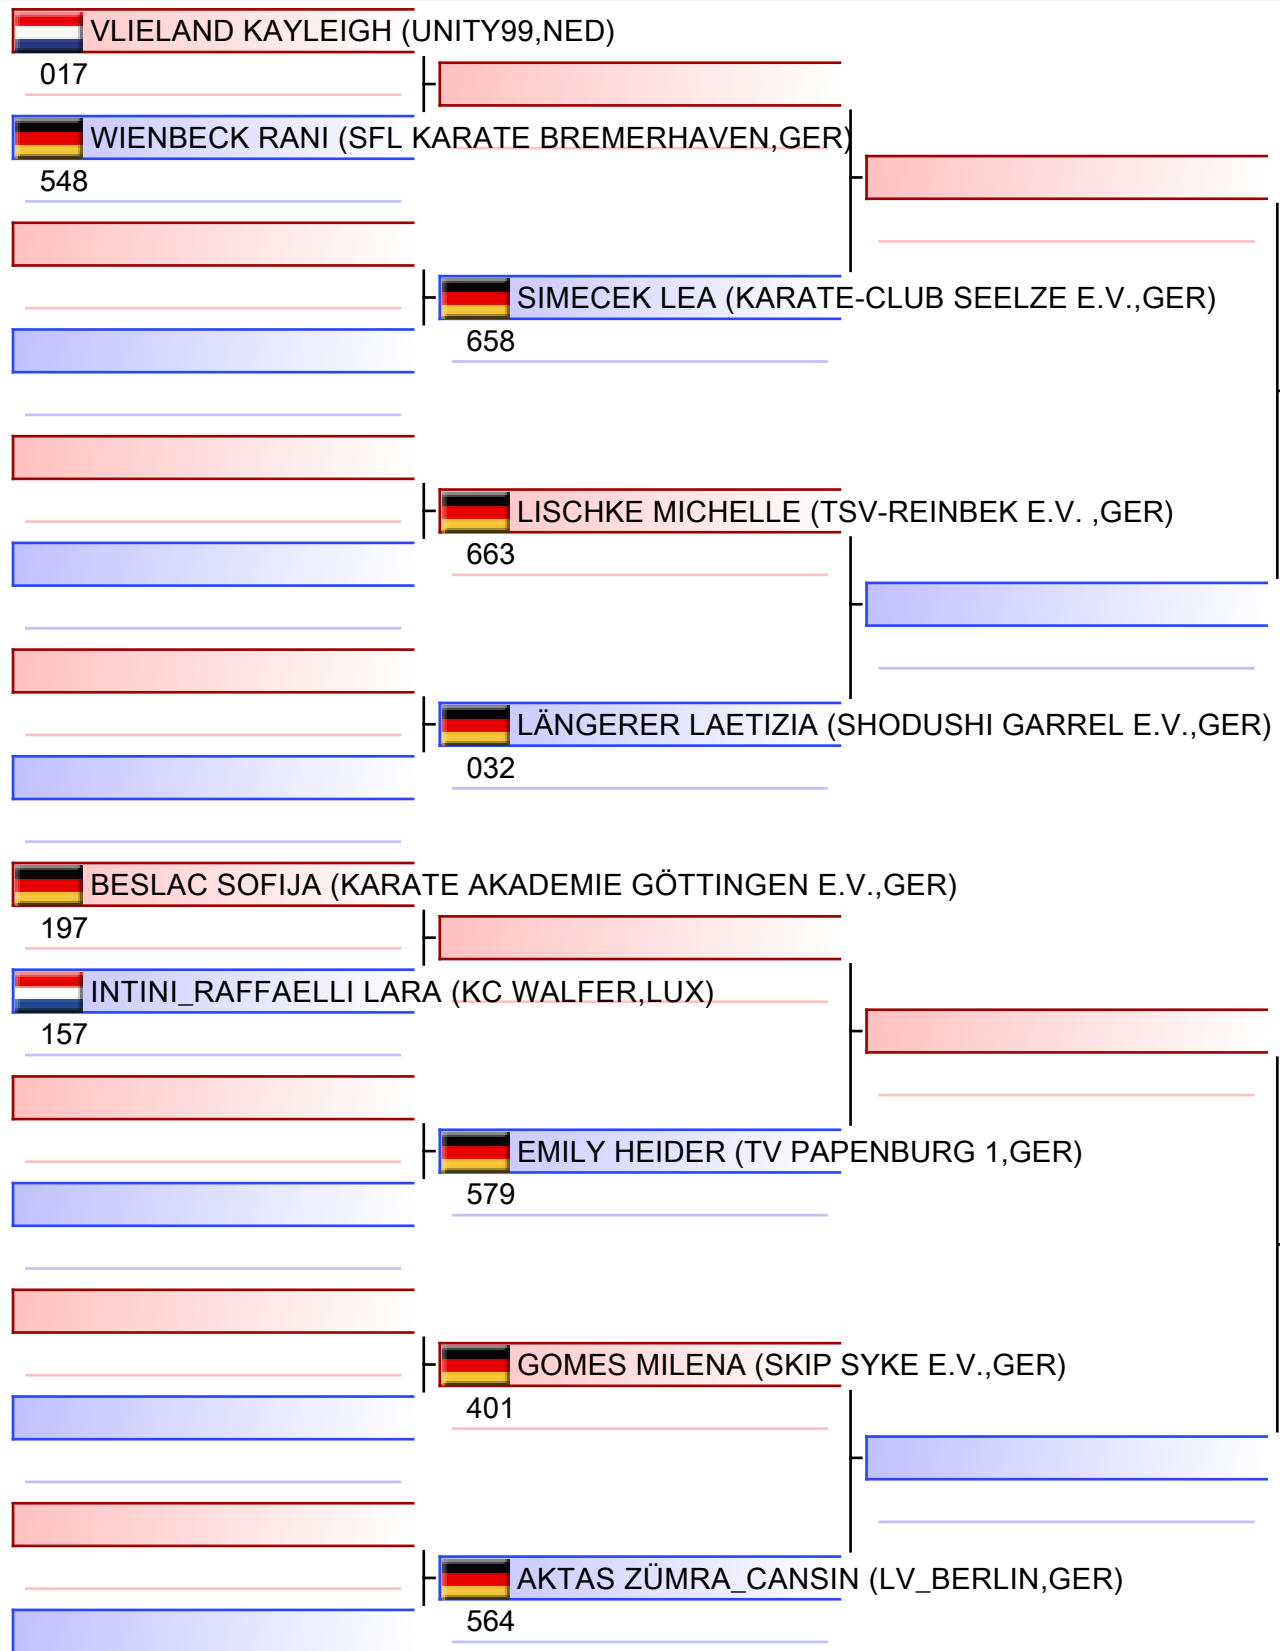 VLIELAND KAYLEIGH (UNITY99,NED)
017
WIENBECK RANI (SFL KARATE BREMERHAVEN,GER)
548
SIMECEK LEA (KARATE-CLUB SEELZE E.V.,GER)
658
LISCHKE MICHELLE (TSV-REINBEK E.V. ,GER)
663
LÄNGERER LAETIZIA (SHODUSHI GARREL E.V.,GER)
032
BESLAC SOFIJA (KARATE AKADEMIE GÖTTINGEN E.V.,GER)
197
INTINI_RAFFAELLI LARA (KC WALFER,LUX)
157
EMILY HEIDER (TV PAPENBURG 1,GER)
579
GOMES MILENA (SKIP SYKE E.V.,GER)
401
AKTAS ZÜMRA_CANSIN (LV_BERLIN,GER)
564